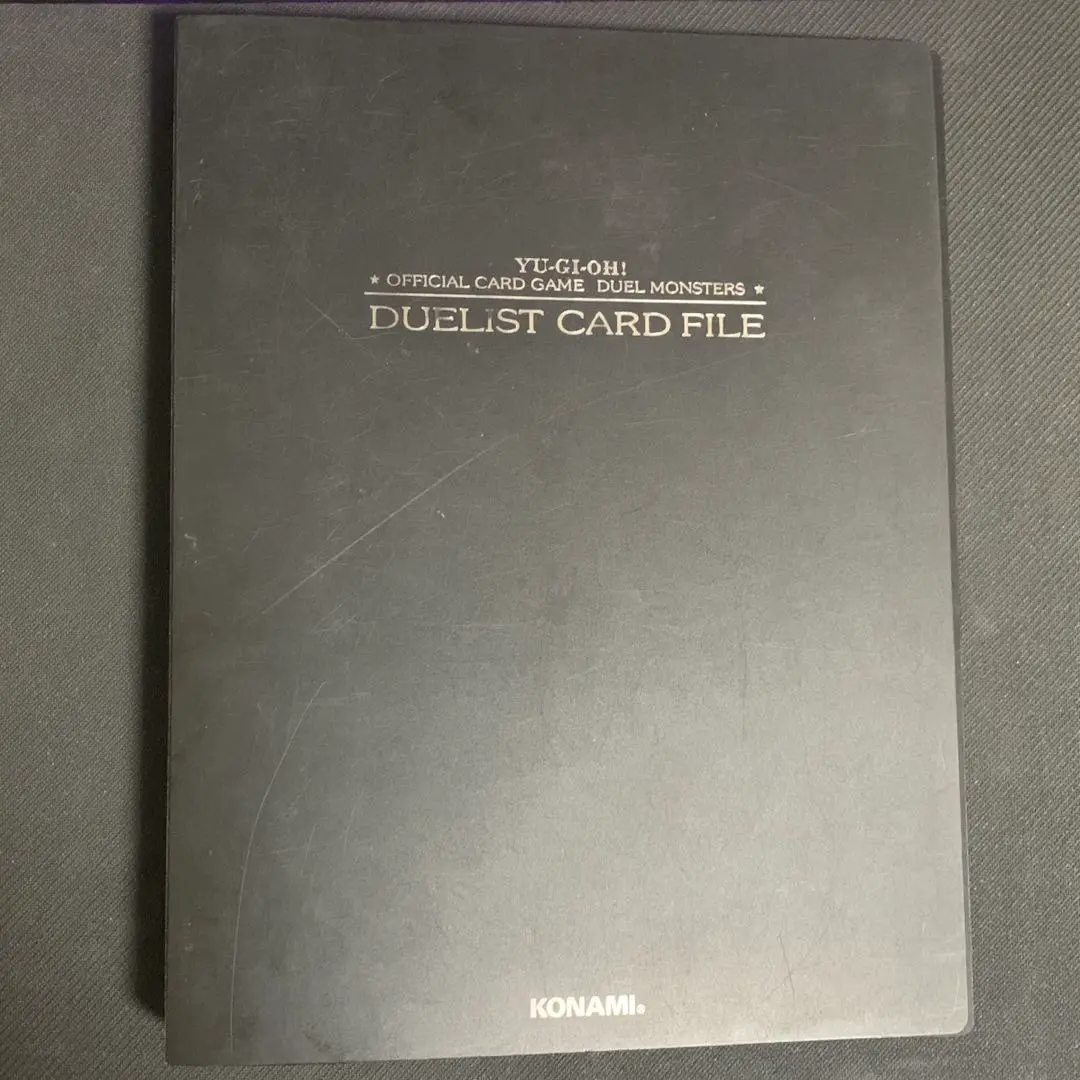 YU-GI-OH!
★ OFFICIAL CARD GAME DUEL MONSTERS ★
DUELIST CARD FILE
KONAMI®